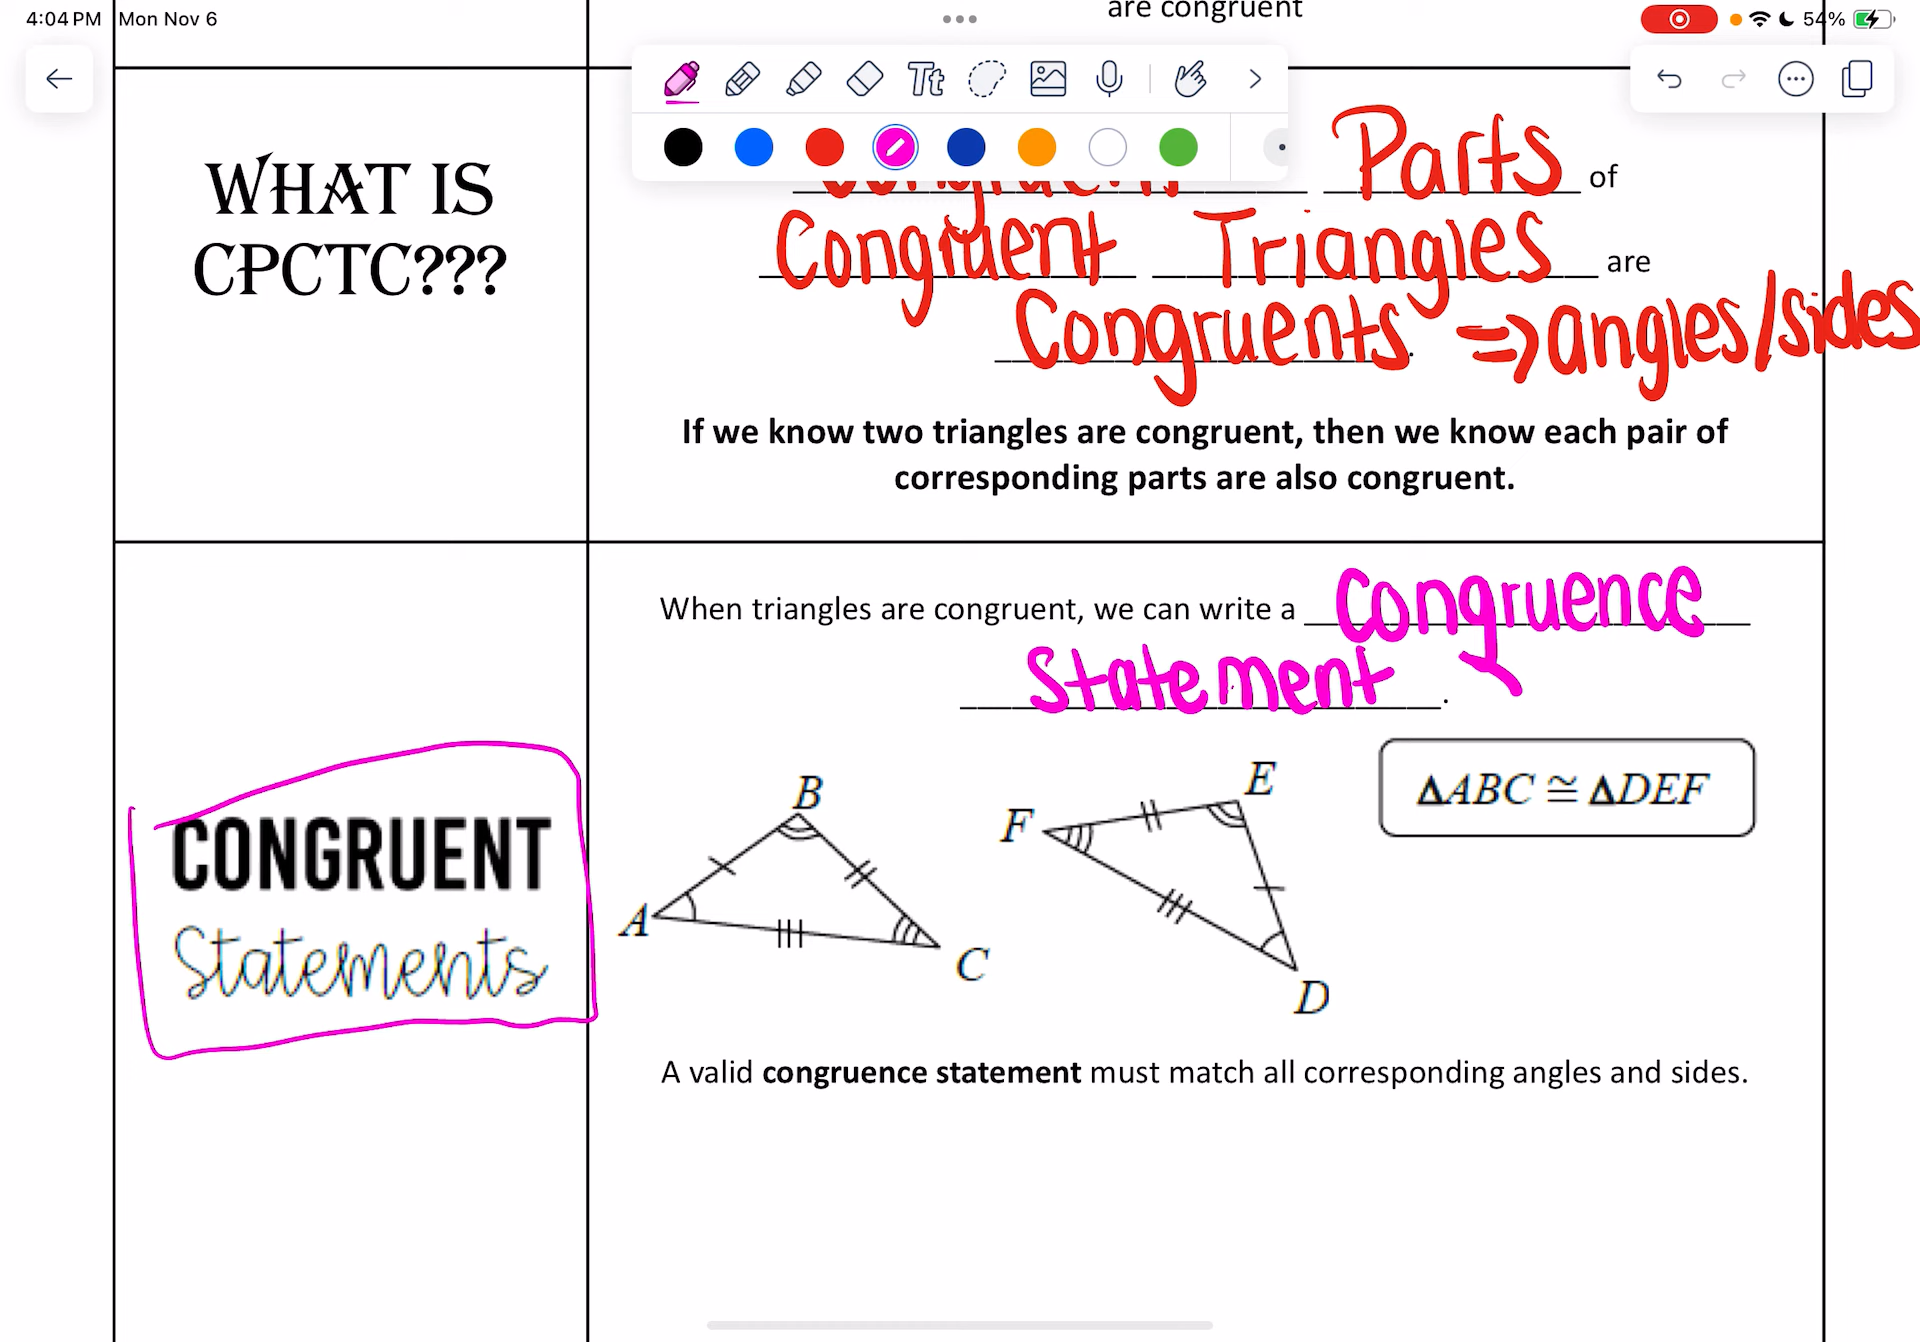 4:04 PM Mon Nov 6
54%
are congruent
WHAT IS
CPCTC???
Parts of
Congruent Triangles are
Congruents. => angles/sides
If we know two triangles are congruent, then we know each pair of
corresponding parts are also congruent.
When triangles are congruent, we can write a Congruence
Statement.
CONGRUENT
Statements
A
B
C
F
E
D
ΔABC ≅ ΔDEF
A valid congruence statement must match all corresponding angles and sides.